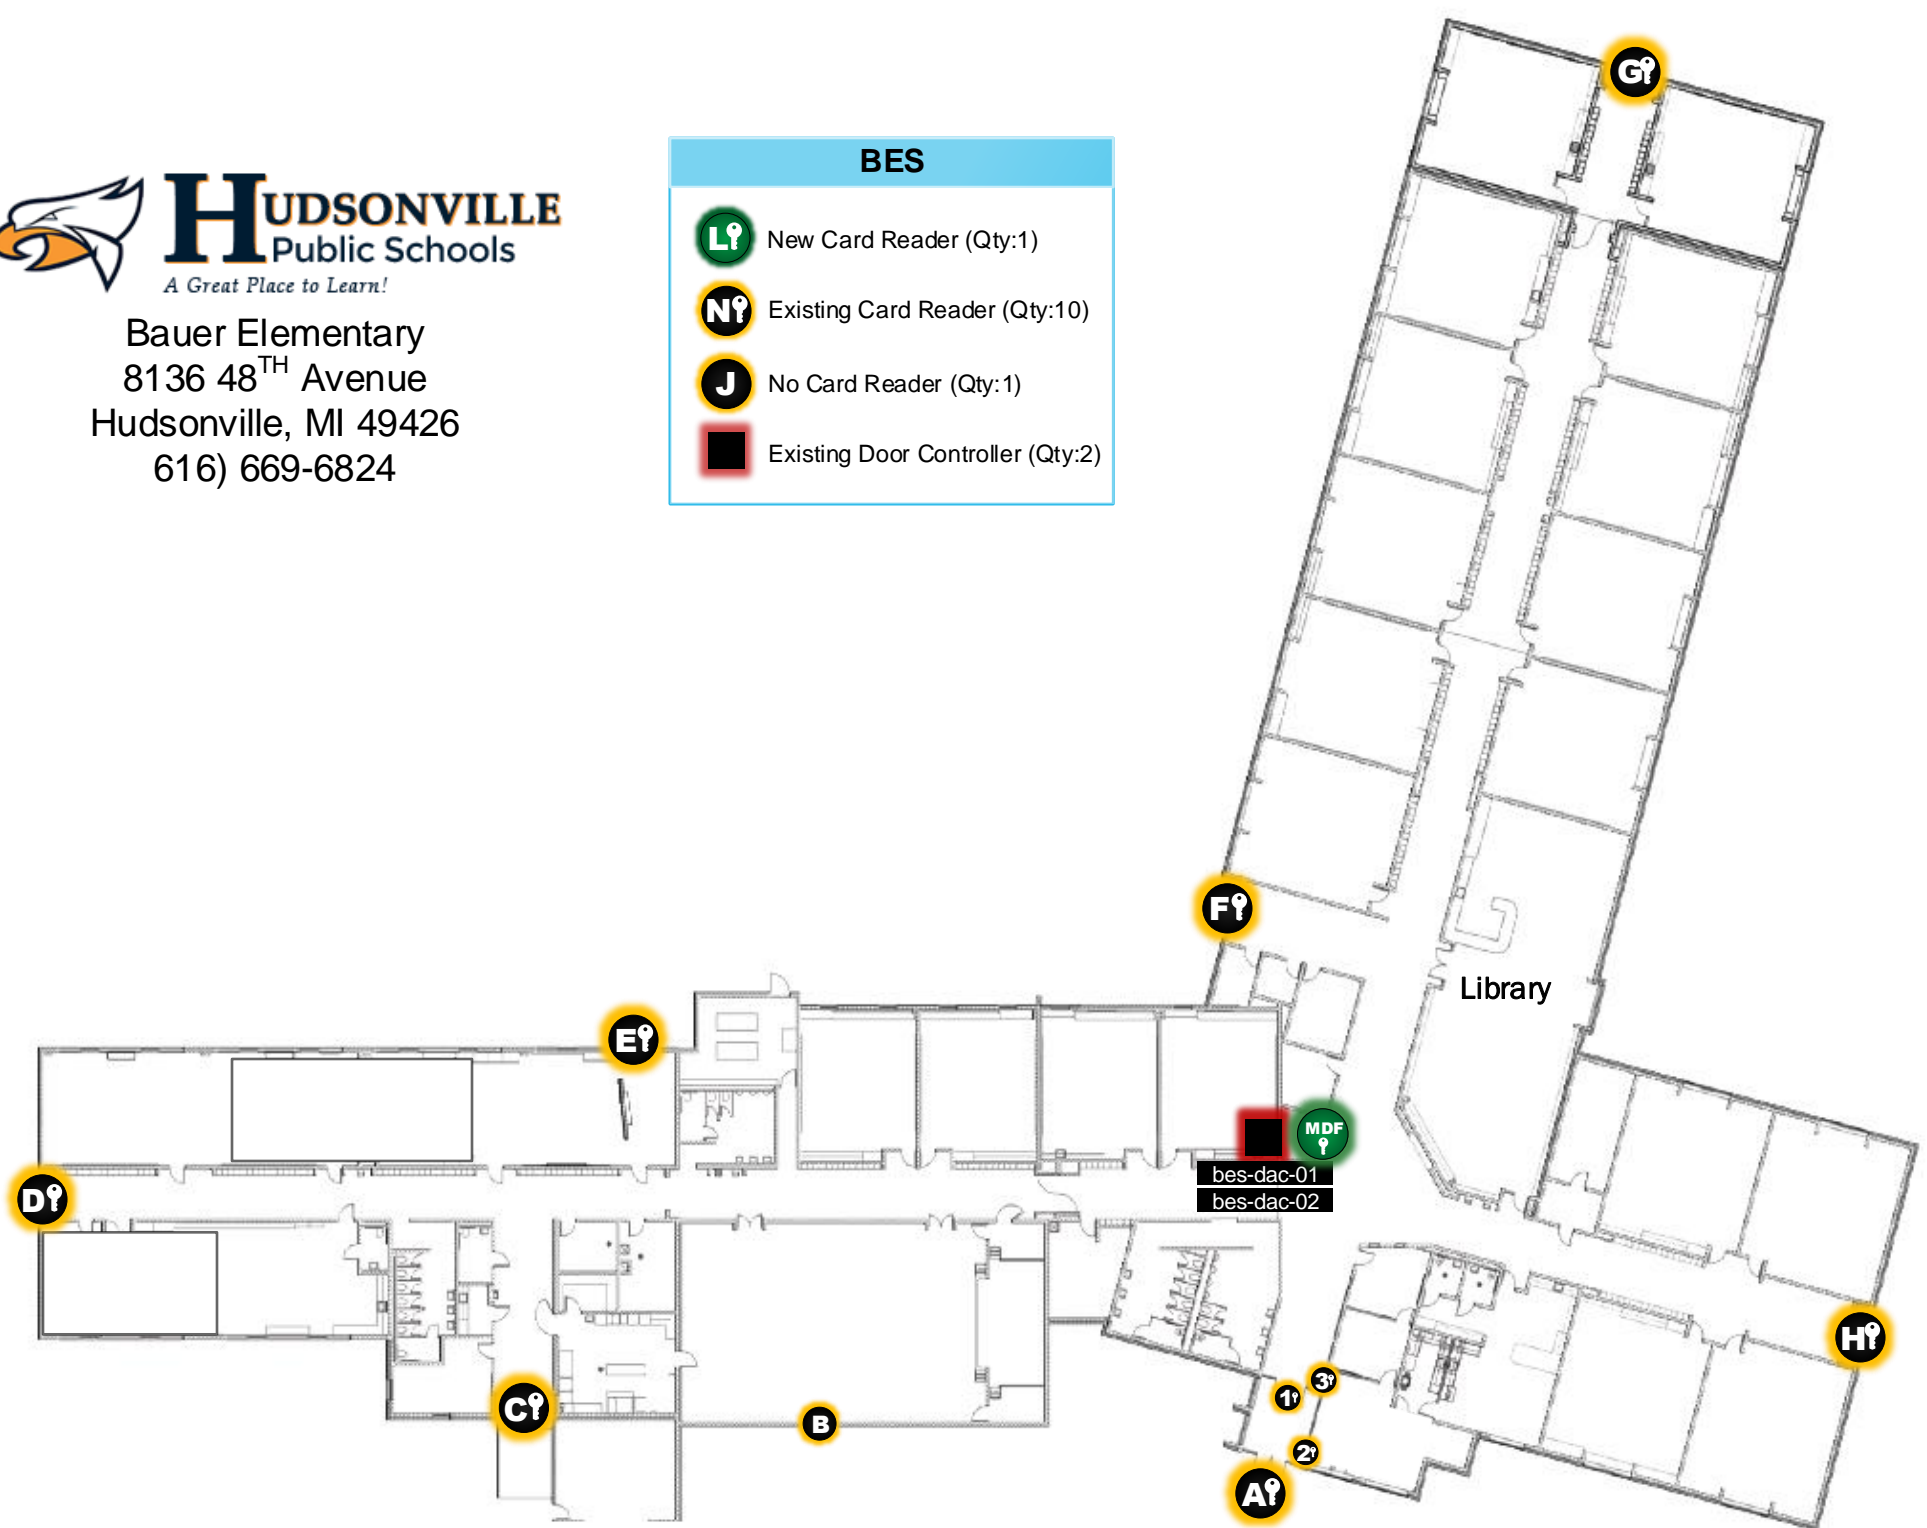 HUDSONVILLE
Public Schools
A Great Place to Learn!
Bauer Elementary
8136 48TH Avenue
Hudsonville, MI 49426
616) 669-6824
BES
L New Card Reader (Qty:1)
N Existing Card Reader (Qty:10)
J No Card Reader (Qty:1)
Existing Door Controller (Qty:2)
G
F
Library
E
MDF
bes-dac-01
bes-dac-02
D
H
3
1
C
B
2
A